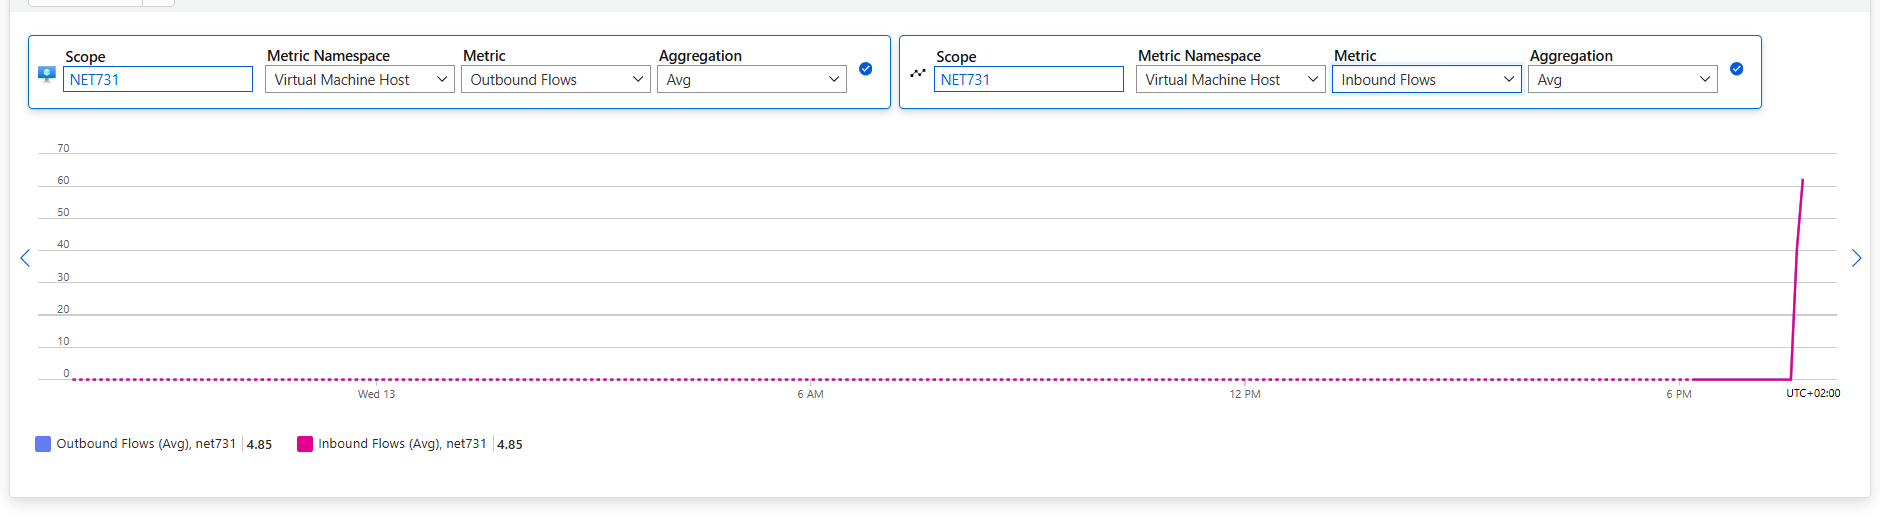 Scope Metric Namespace Metric Aggregation
NET731 Virtual Machine Host Outbound Flows Avg
Scope Metric Namespace Metric Aggregation
NET731 Virtual Machine Host Inbound Flows Avg
70
60
50
40
30
20
10
0
Wed 13 6 AM 12 PM 6 PM UTC+02:00
Outbound Flows (Avg), net731 4.85 Inbound Flows (Avg), net731 4.85